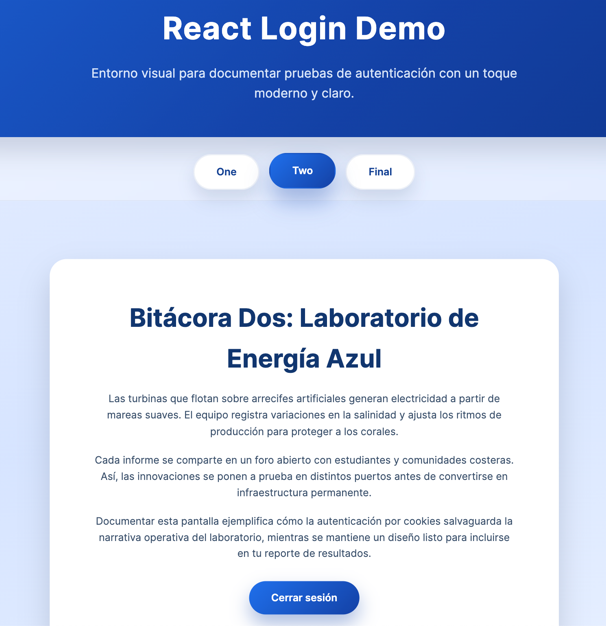 React Login Demo
Entorno visual para documentar pruebas de autenticación con un toque
moderno y claro.
One
Two
Final
Bitácora Dos: Laboratorio de
Energía Azul
Las turbinas que flotan sobre arrecifes artificiales generan electricidad a partir de
mareas suaves. El equipo registra variaciones en la salinidad y ajusta los ritmos de
producción para proteger a los corales.
Cada informe se comparte en un foro abierto con estudiantes y comunidades costeras.
Así, las innovaciones se ponen a prueba en distintos puertos antes de convertirse en
infraestructura permanente.
Documentar esta pantalla ejemplifica cómo la autenticación por cookies salvaguarda la
narrativa operativa del laboratorio, mientras se mantiene un diseño listo para incluirse
en tu reporte de resultados.
Cerrar sesión